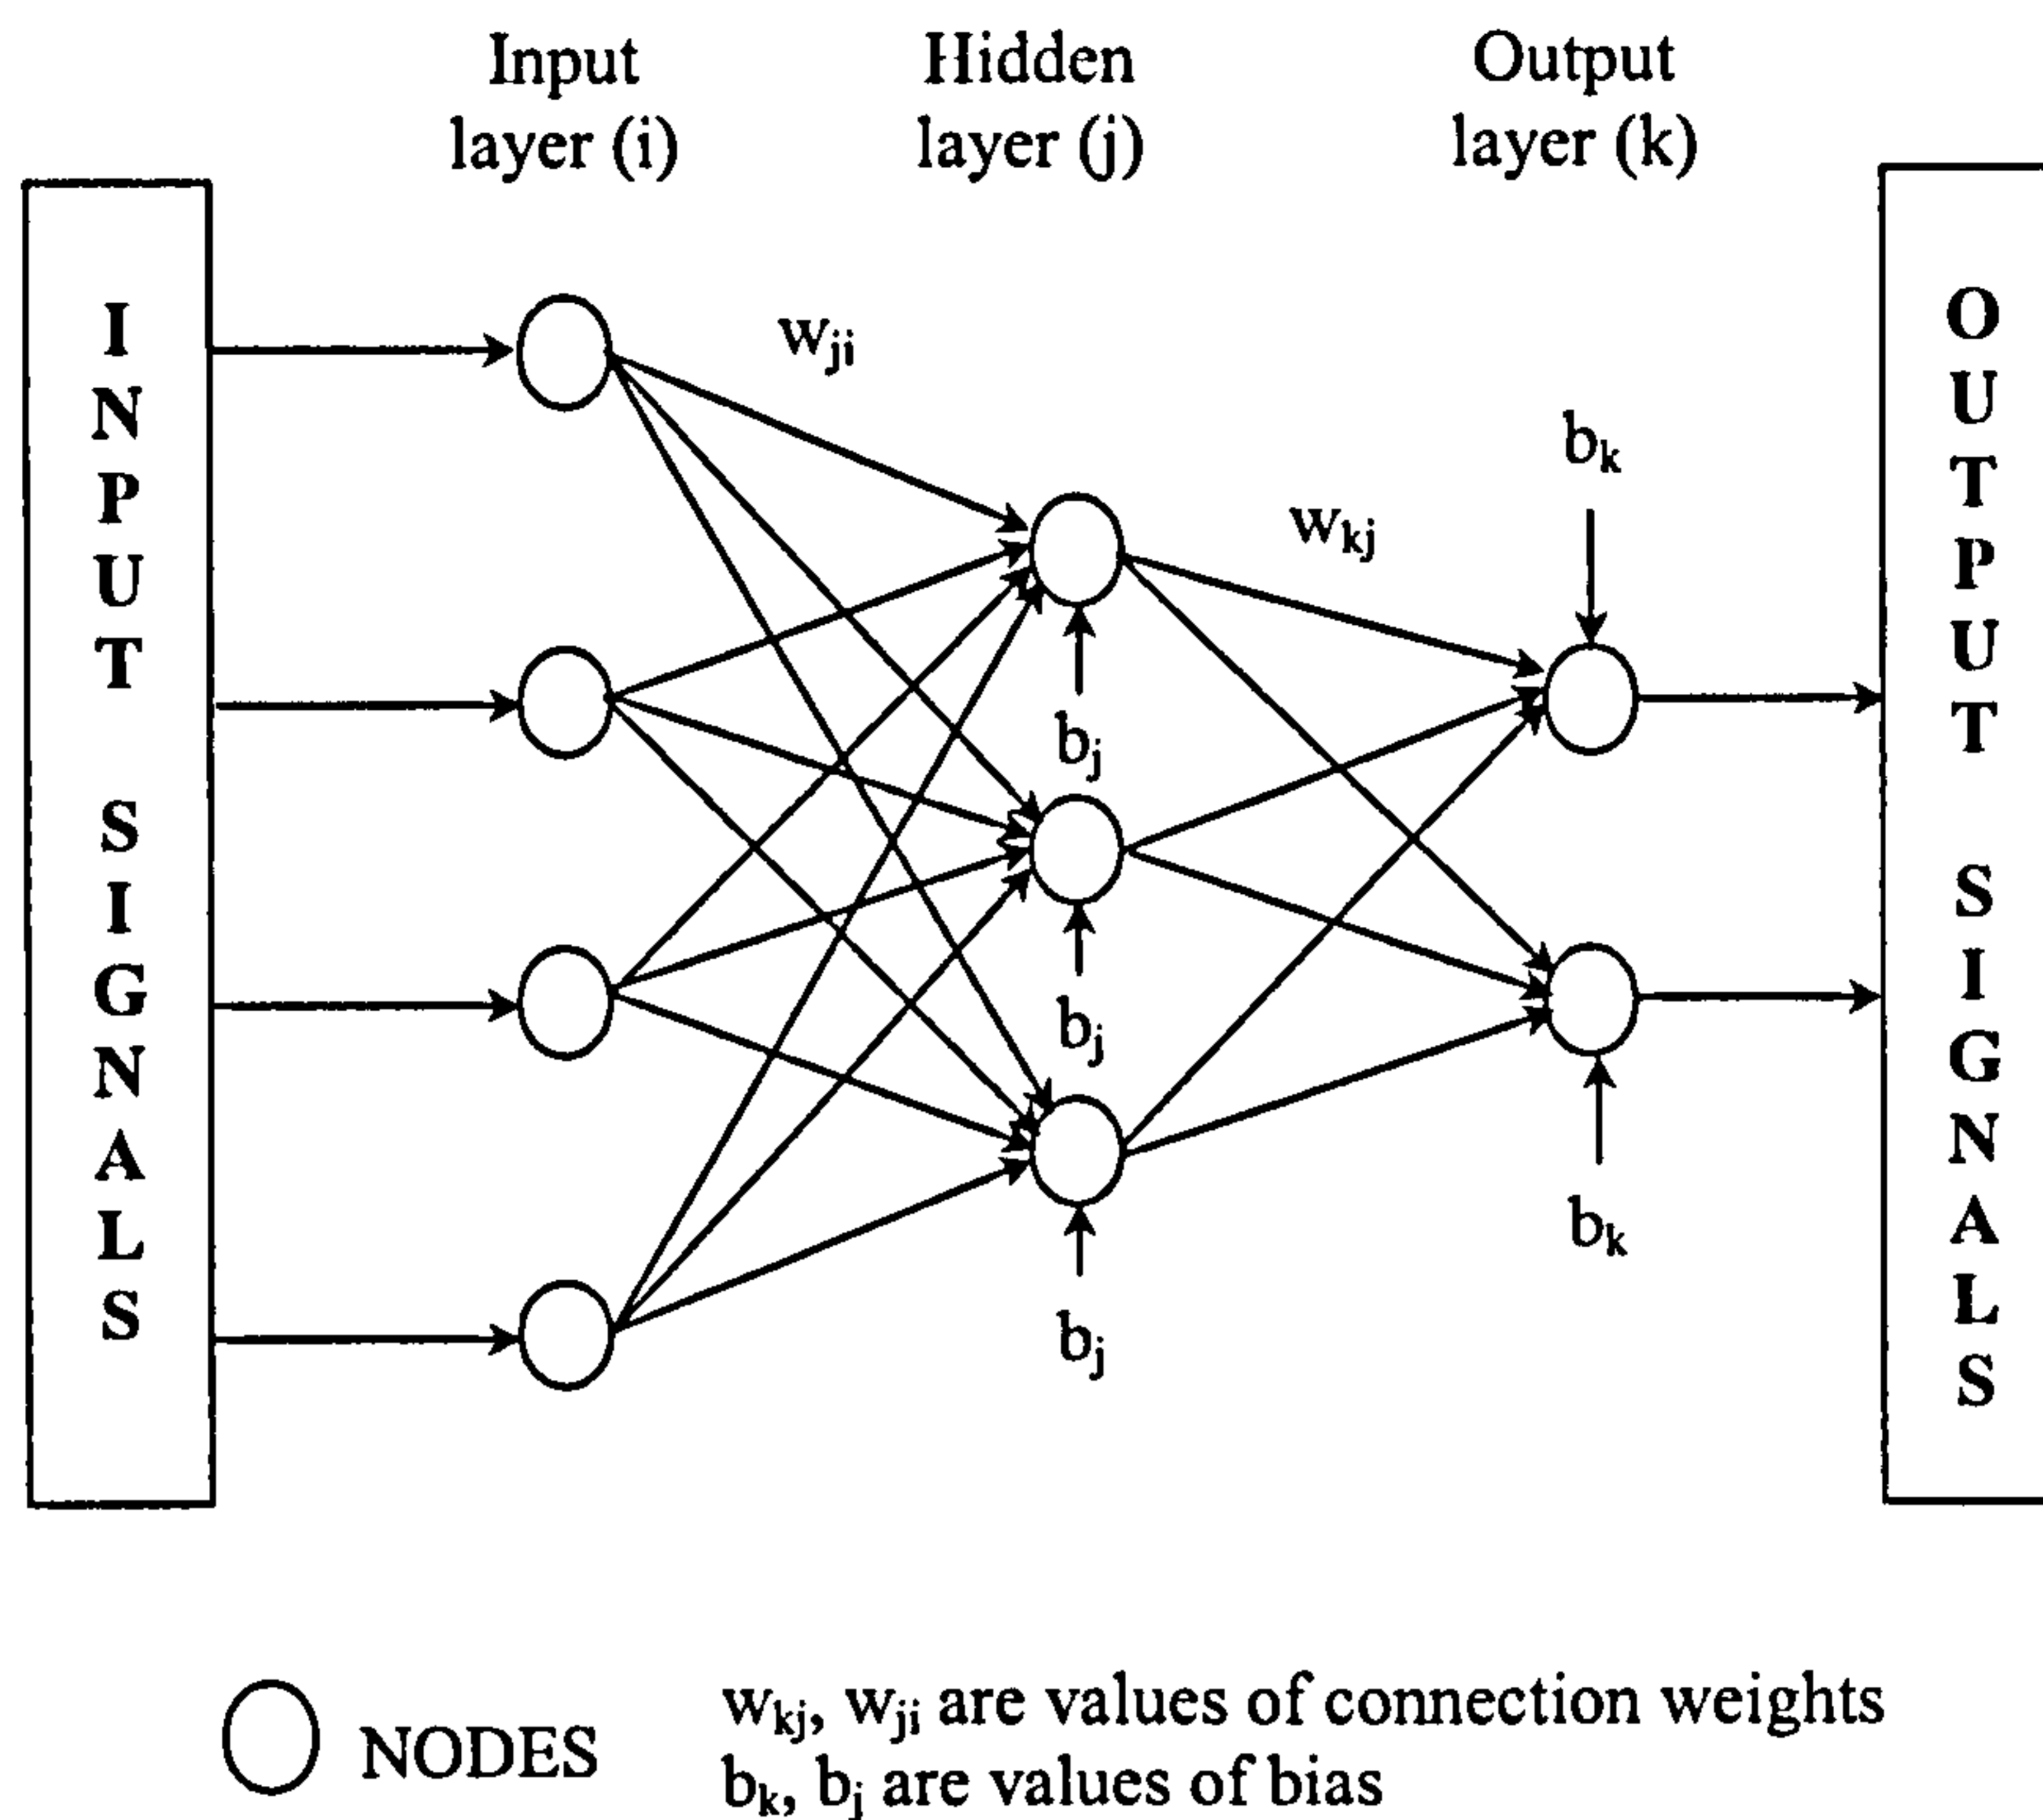 Input
layer (i)
Hidden
layer (j)
Output
layer (k)
INPUT SIGNALS
w_ji
b_k
w_kj
b_j
b_j
b_j
b_k
OUTPUT SIGNALS
NODES
w_kj, w_ji are values of connection weights
b_k, b_j are values of bias